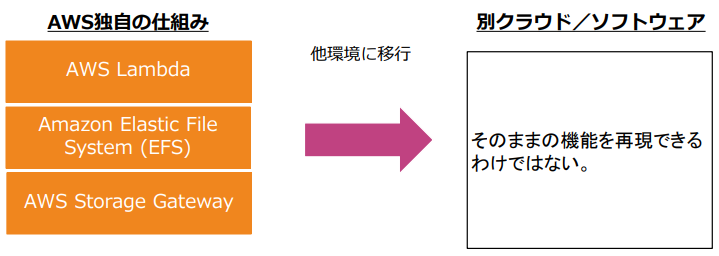 AWS独自の仕組み
AWS Lambda
Amazon Elastic File
System (EFS)
AWS Storage Gateway
他環境に移行
別クラウド／ソフトウェア
そのままの機能を再現できる
わけではない。